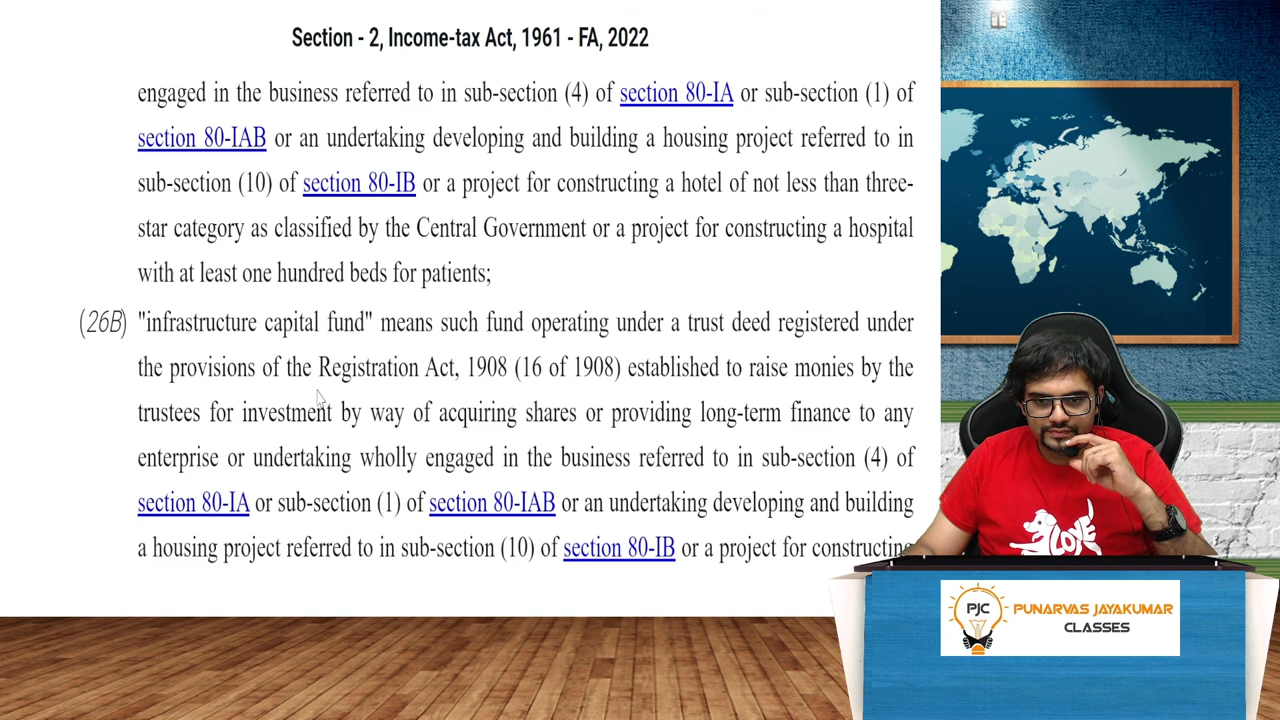 Section - 2, Income-tax Act, 1961 - FA, 2022
engaged in the business referred to in sub-section (4) of section 80-IA or sub-section (1) of
section 80-IAB or an undertaking developing and building a housing project referred to in
sub-section (10) of section 80-IB or a project for constructing a hotel of not less than three-
star category as classified by the Central Government or a project for constructing a hospital
with at least one hundred beds for patients;
(26B) "infrastructure capital fund" means such fund operating under a trust deed registered under
the provisions of the Registration Act, 1908 (16 of 1908) established to raise monies by the
trustees for investment by way of acquiring shares or providing long-term finance to any
enterprise or undertaking wholly engaged in the business referred to in sub-section (4) of
section 80-IA or sub-section (1) of section 80-IAB or an undertaking developing and building
a housing project referred to in sub-section (10) of section 80-IB or a project for constructing
LOVE
PJC
PUNARVAS JAYAKUMAR
CLASSES